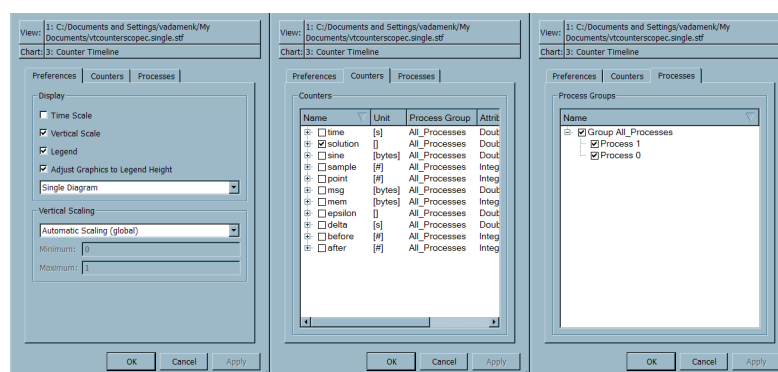 View: 1: C:/Documents and Settings/vadamenk/My
Documents/vtcounterscopec.single.stf
Chart: 3: Counter Timeline
Preferences Counters Processes
Display
Time Scale
Vertical Scale
Legend
Adjust Graphics to Legend Height
Single Diagram
Vertical Scaling
Automatic Scaling (global)
Minimum: 0
Maximum: 1
OK Cancel Apply
View: 1: C:/Documents and Settings/vadamenk/My
Documents/vtcounterscopec.single.stf
Chart: 3: Counter Timeline
Preferences Counters Processes
Counters
Name Unit Process Group Attrib
time [s] All_Processes Doub
solution [] All_Processes Doub
sine [bytes] All_Processes Doub
sample [#] All_Processes Integ
point [#] All_Processes Integ
msg [bytes] All_Processes Doub
mem [bytes] All_Processes Integ
epsilon [] All_Processes Doub
delta [s] All_Processes Doub
before [#] All_Processes Integ
after [#] All_Processes Integ
OK Cancel Apply
View: 1: C:/Documents and Settings/vadamenk/My
Documents/vtcounterscopec.single.stf
Chart: 3: Counter Timeline
Preferences Counters Processes
Process Groups
Name
Group All_Processes
Process 1
Process 0
OK Cancel Apply